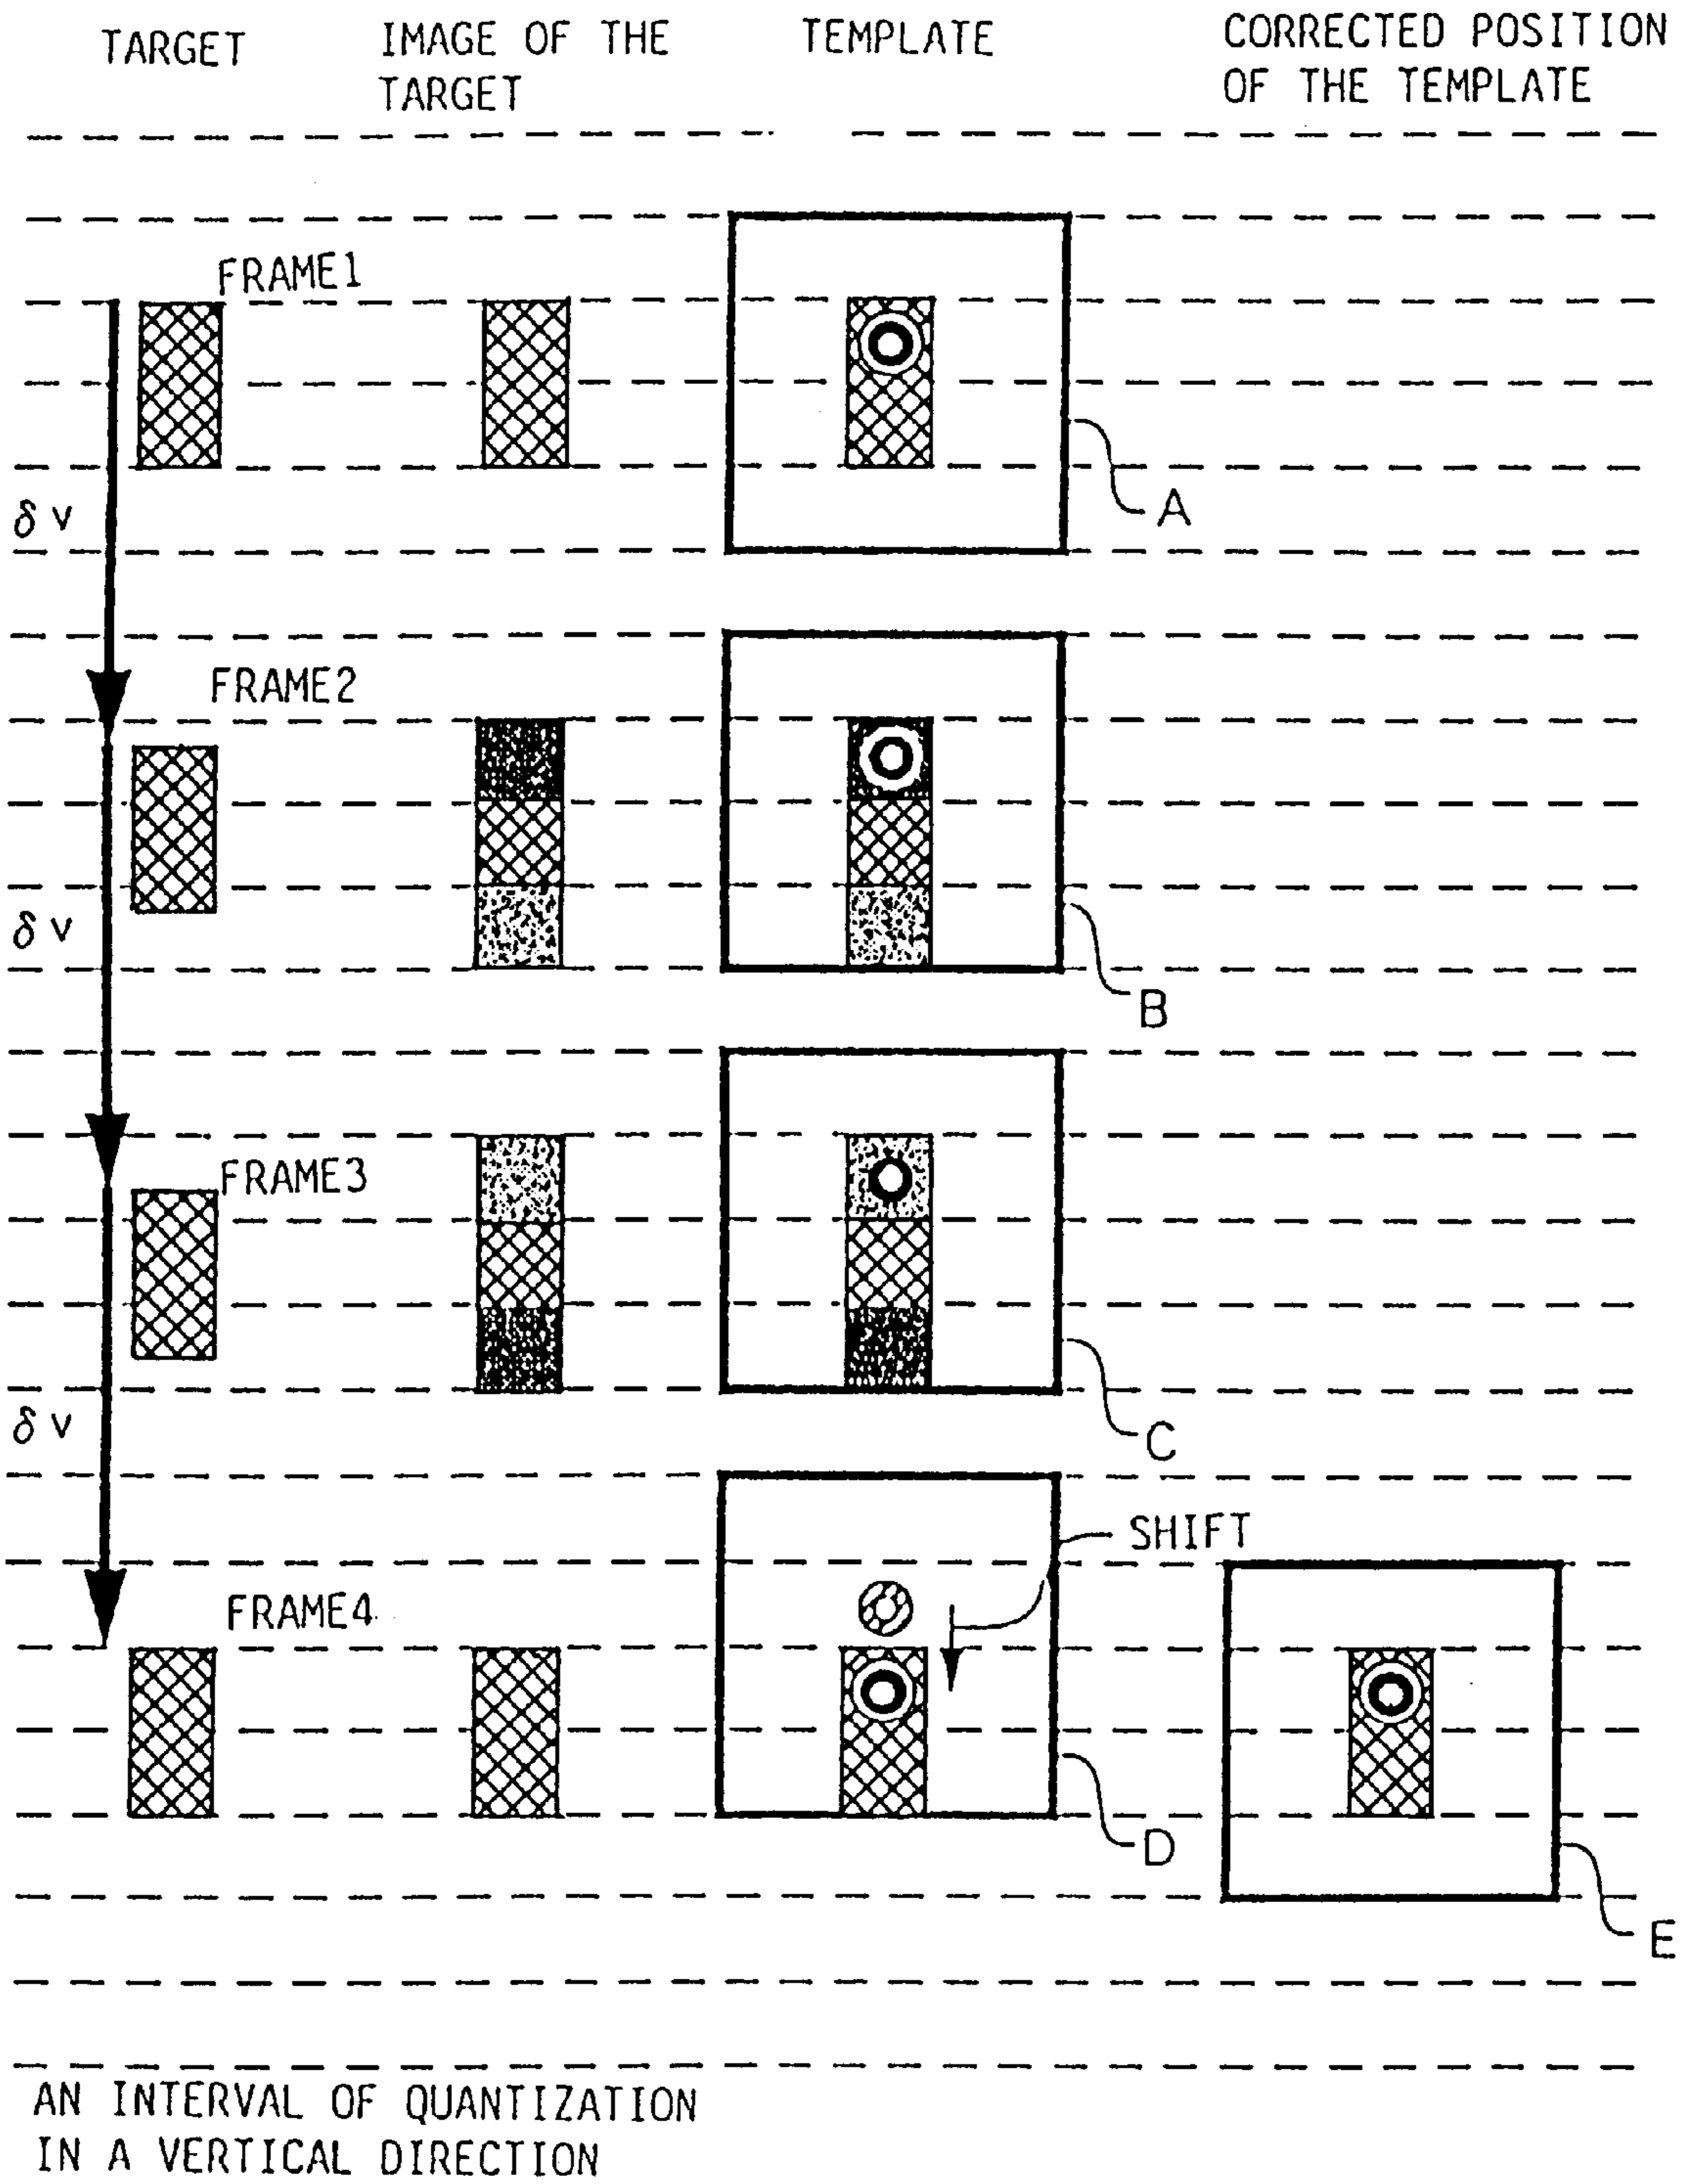 TARGET
IMAGE OF THE
TARGET
TEMPLATE
CORRECTED POSITION
OF THE TEMPLATE
FRAME1
δ v
A
FRAME2
δ v
B
FRAME3
δ v
C
SHIFT
FRAME4
D
E
AN INTERVAL OF QUANTIZATION
IN A VERTICAL DIRECTION